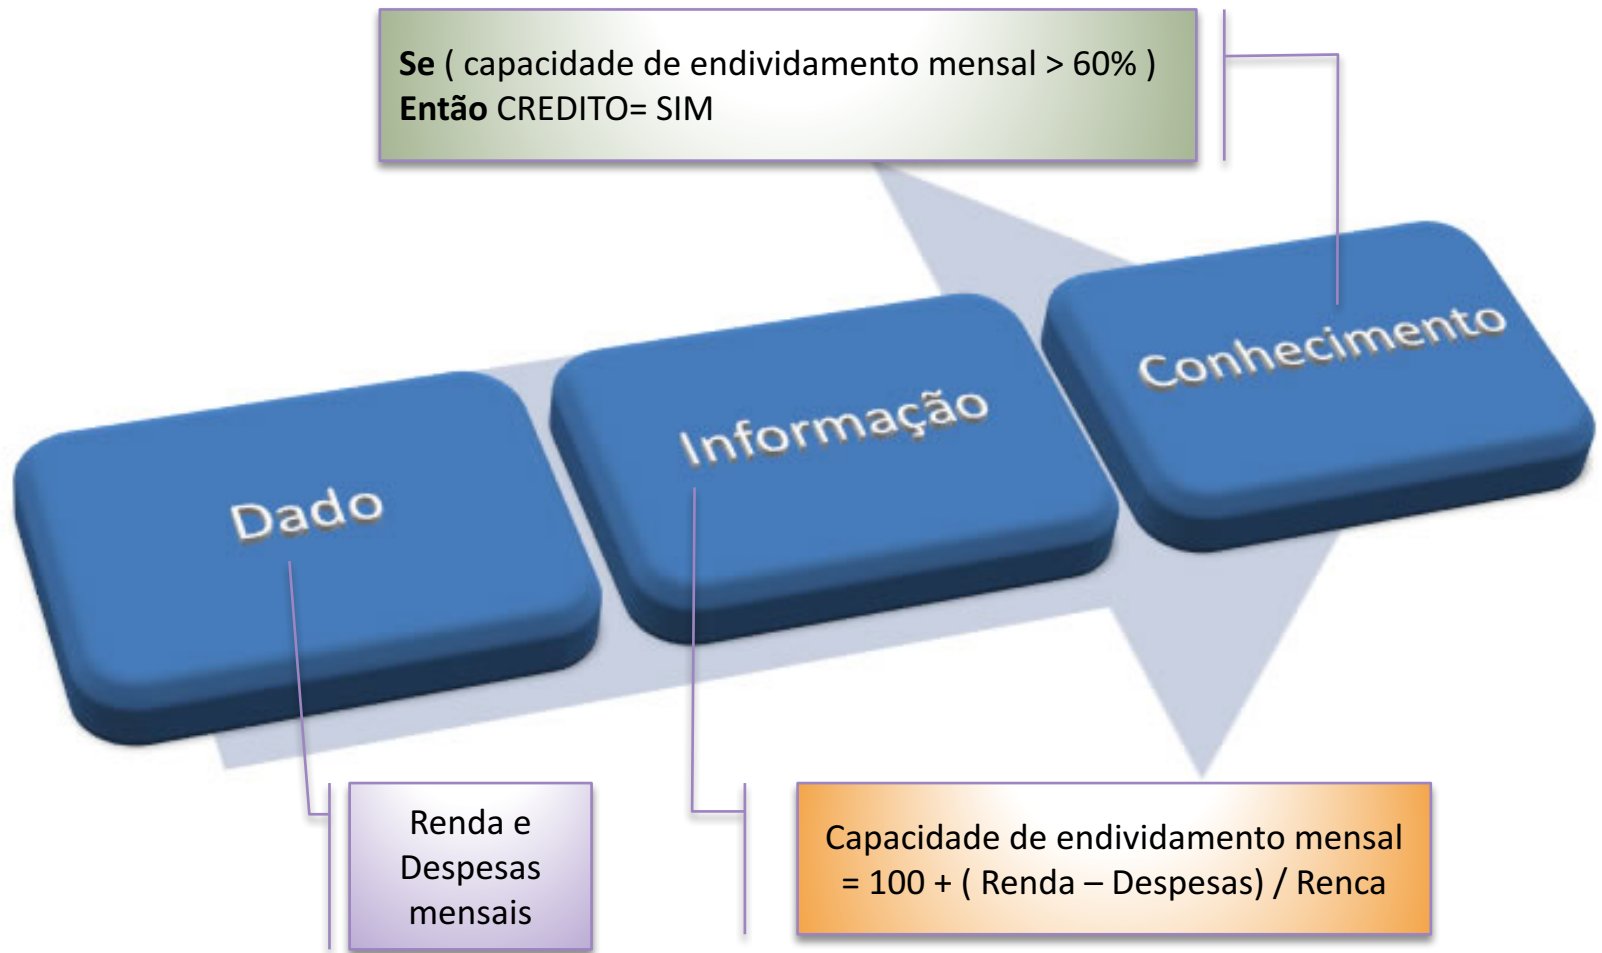 Se ( capacidade de endividamento mensal > 60% )
Então CREDITO= SIM
Dado
Informação
Conhecimento
Renda e
Despesas
mensais
Capacidade de endividamento mensal
= 100 + ( Renda – Despesas) / Renca